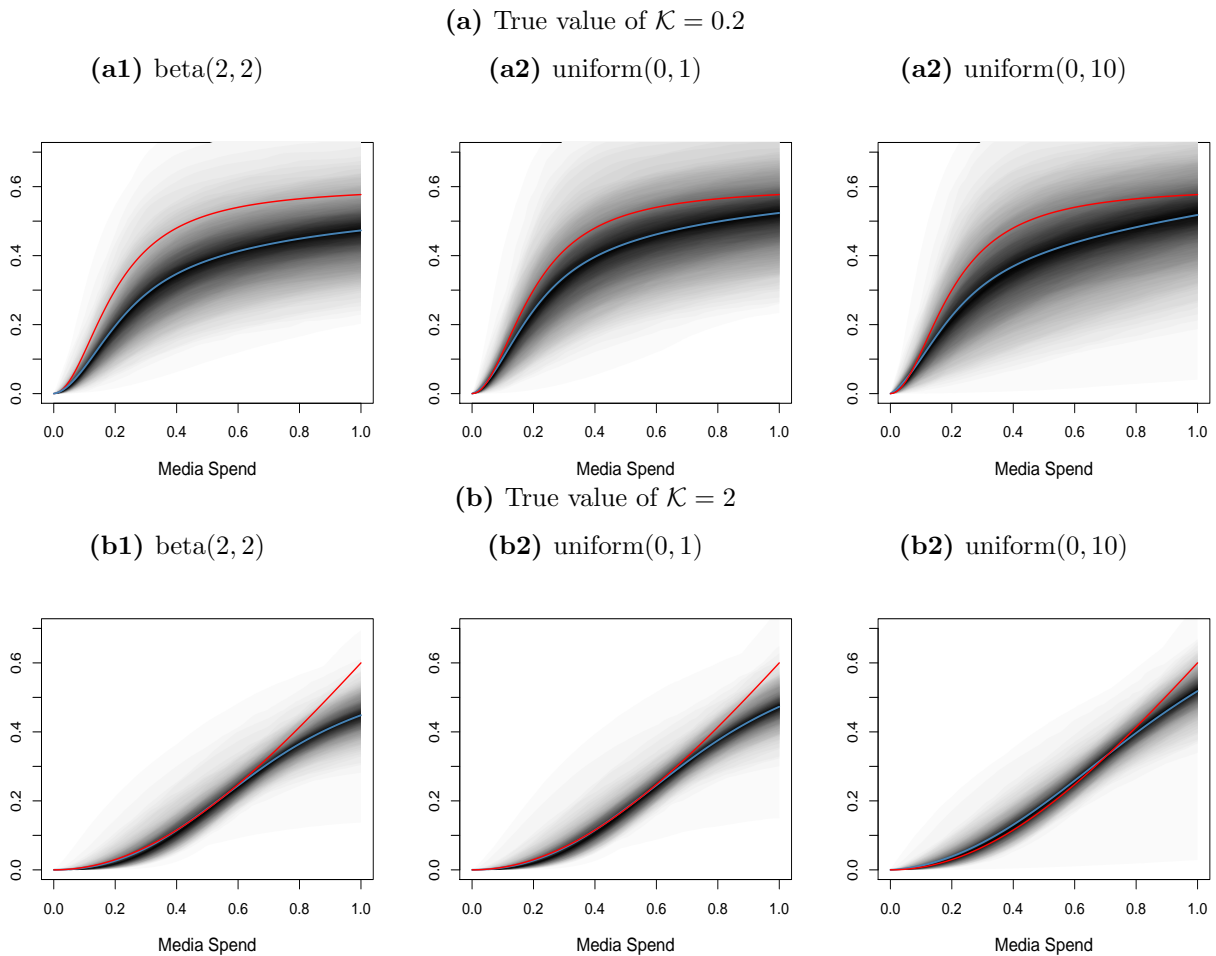 (a) True value of K = 0.2
(a1) beta(2, 2) (a2) uniform(0, 1) (a2) uniform(0, 10)
0.0 0.2 0.4 0.6 0.0 0.2 0.4 0.6 0.0 0.2 0.4 0.6
0.0 0.2 0.4 0.6 0.8 1.0 0.0 0.2 0.4 0.6 0.8 1.0 0.0 0.2 0.4 0.6 0.8 1.0
Media Spend Media Spend Media Spend
(b) True value of K = 2
(b1) beta(2, 2) (b2) uniform(0, 1) (b2) uniform(0, 10)
0.0 0.2 0.4 0.6 0.0 0.2 0.4 0.6 0.0 0.2 0.4 0.6
0.0 0.2 0.4 0.6 0.8 1.0 0.0 0.2 0.4 0.6 0.8 1.0 0.0 0.2 0.4 0.6 0.8 1.0
Media Spend Media Spend Media Spend